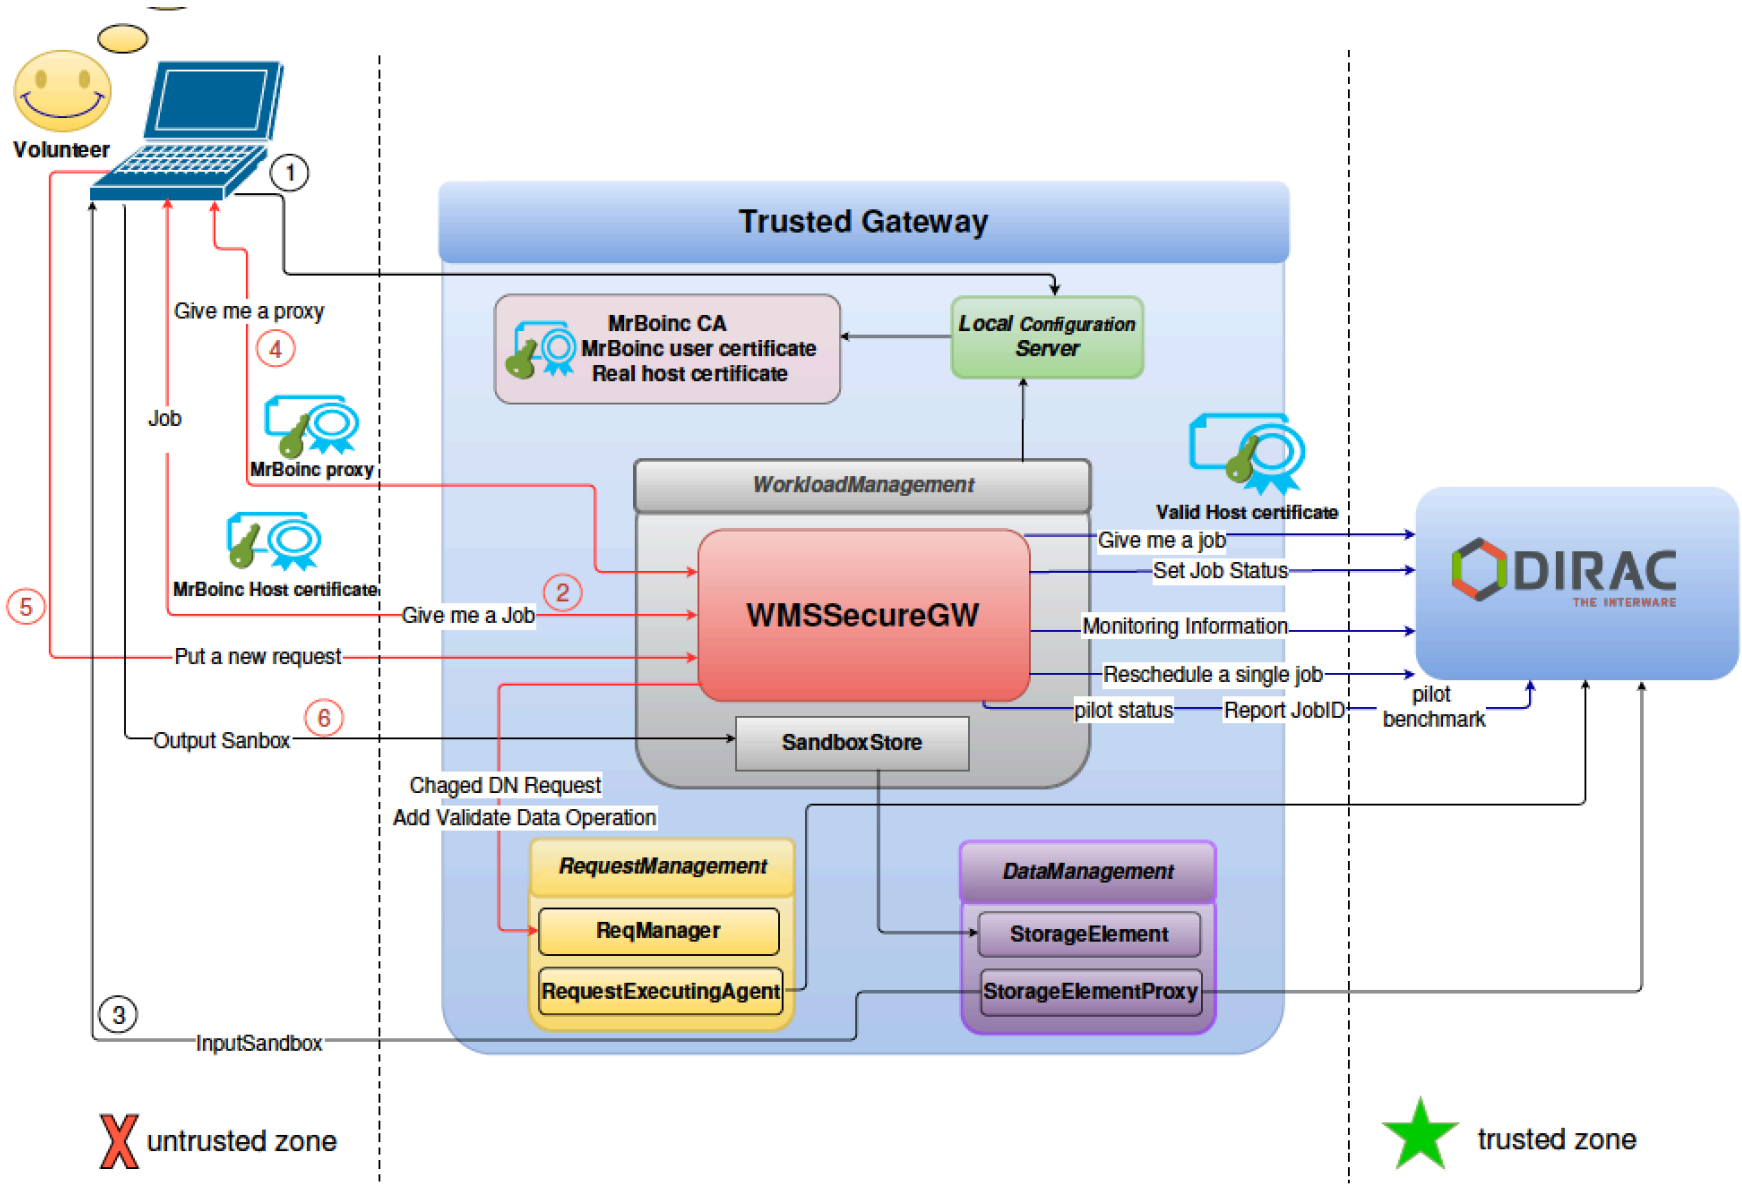 Volunteer
1
Trusted Gateway
Give me a proxy
4
MrBoinc CA
MrBoinc user certificate
Real host certificate
Local Configuration
Server
Job
MrBoinc proxy
WorkloadManagement
Valid Host certificate
Give me a job
Set Job Status
DIRAC
THE INTERWARE
MrBoinc Host certificate
5
Give me a Job
2
WMSSecureGW
Monitoring Information
Put a new request
Reschedule a single job
pilot status
Report JobID
pilot
benchmark
6
Output Sanbox
SandboxStore
Chaged DN Request
Add Validate Data Operation
RequestManagement
DataManagement
ReqManager
StorageElement
RequestExecutingAgent
StorageElementProxy
3
InputSandbox
X untrusted zone
trusted zone